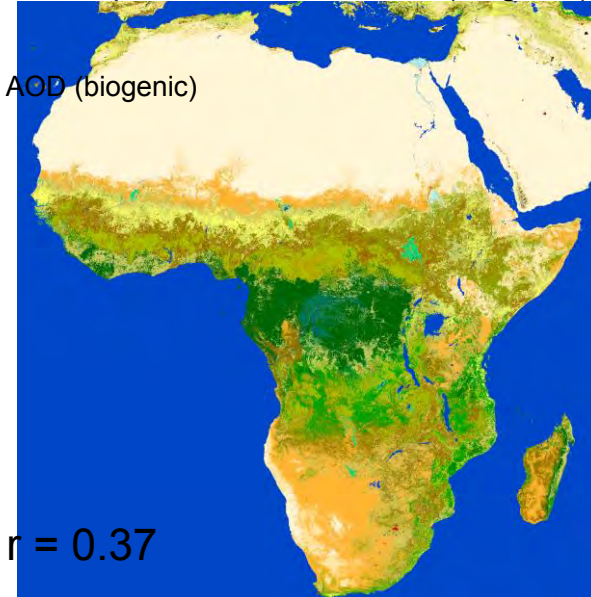 AOD (biogenic)
r = 0.37